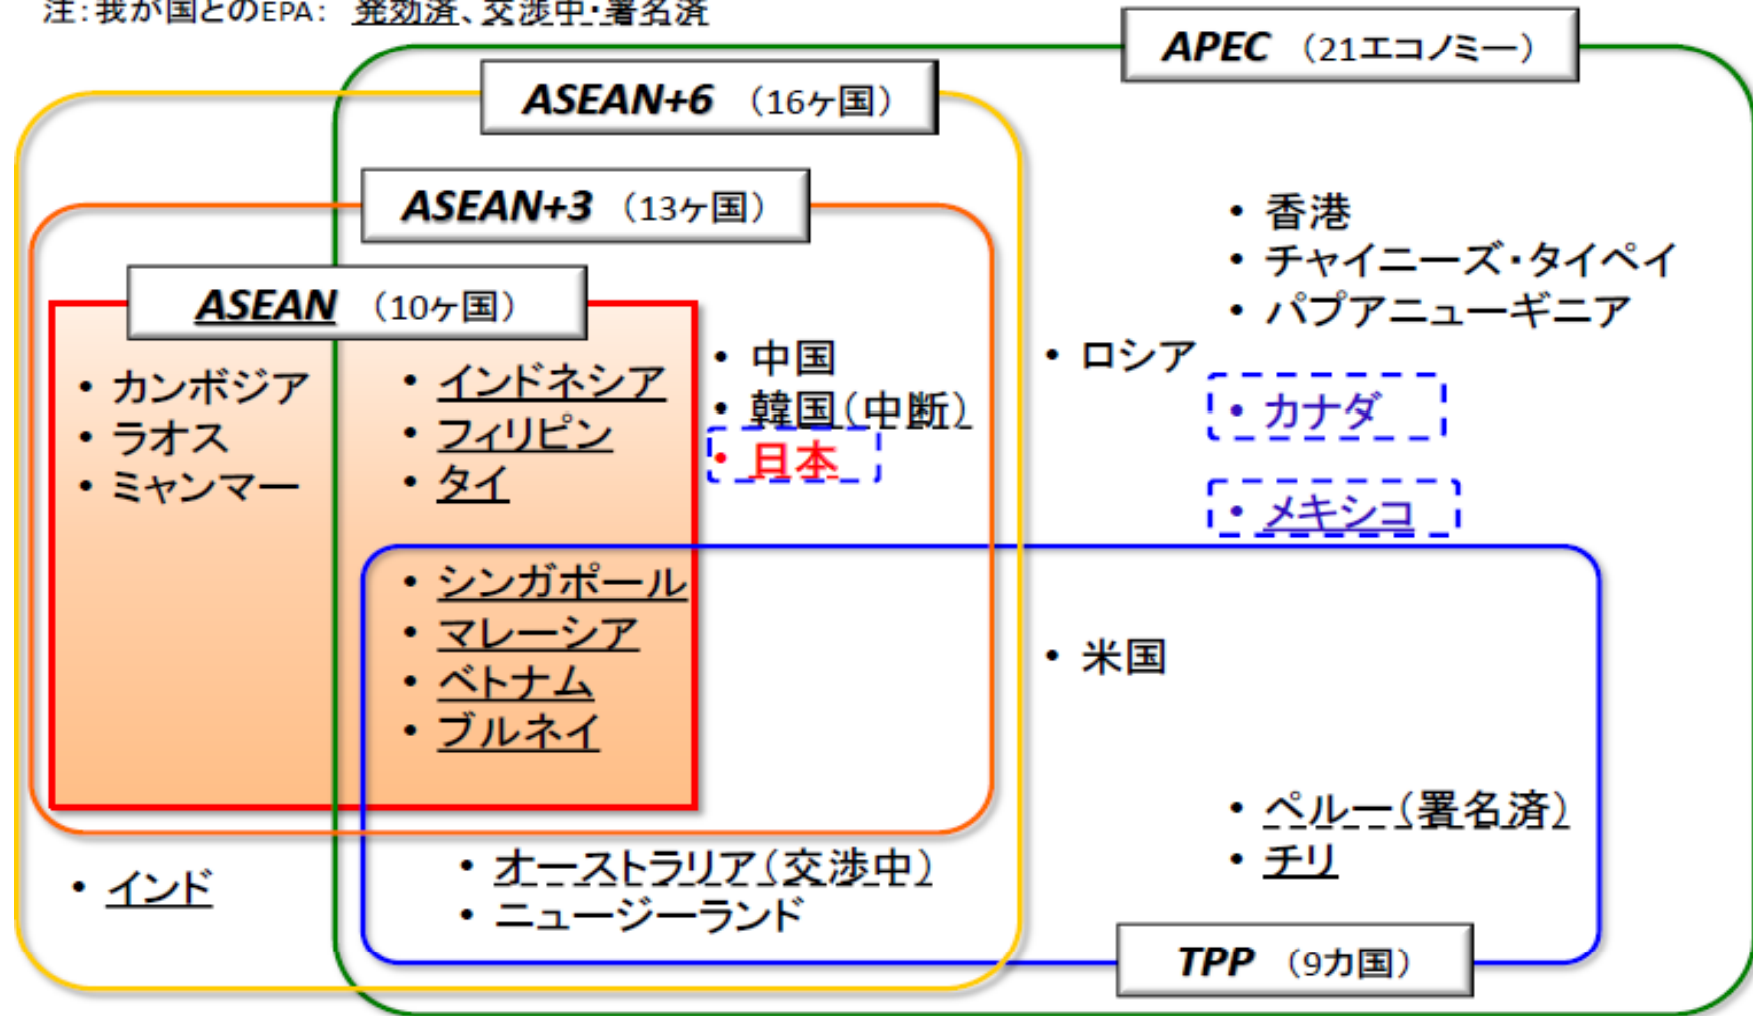 注：我が国とのEPA： 発効済、交渉中・署名済
APEC （21エコノミー）
ASEAN+6 （16ヶ国）
ASEAN+3 （13ヶ国）
ASEAN （10ヶ国）
• カンボジア
• ラオス
• ミャンマー
• インドネシア
• フィリピン
• タイ
• シンガポール
• マレーシア
• ベトナム
• ブルネイ
• 中国
• 韓国（中断）
• 日本
• ロシア
• 香港
• チャイニーズ・タイペイ
• パプアニューギニア
• カナダ
• メキシコ
• 米国
• ペルー（署名済）
• チリ
• インド
• オーストラリア（交渉中）
• ニュージーランド
TPP （9カ国）